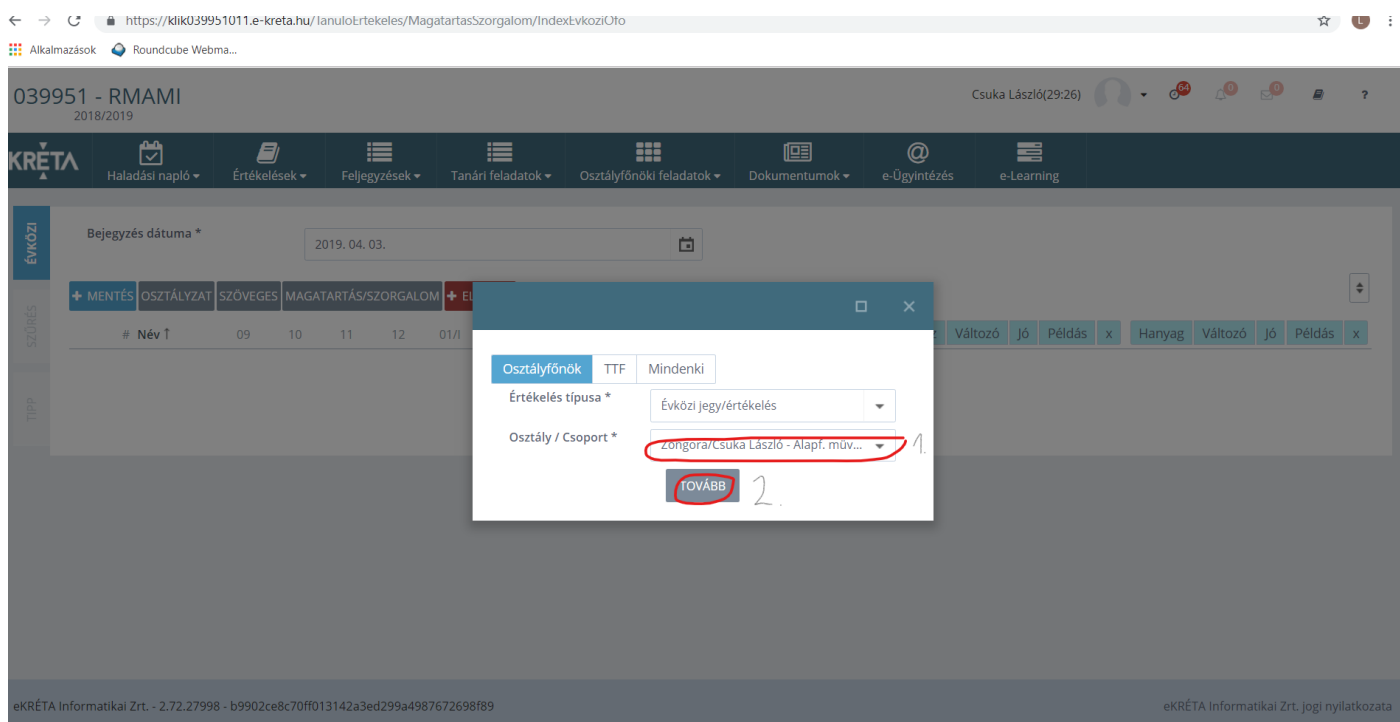 https://klik039951011.e-kreta.hu/TanuloErtekeles/MagatartasSzorgalom/IndexEvkoziOfo
L
Alkalmazások Roundcube Webma...
039951 - RMAMI
2018/2019
Csuka László(29:26) 64 0 0 ?
KRÉTA Haladási napló Értékelések Feljegyzések Tanári feladatok Osztályfőnöki feladatok Dokumentumok e-Ügyintézés e-Learning
ÉVKÖZI
SZŰRÉS
TIPP
Bejegyzés dátuma * 2019. 04. 03.
+ MENTÉS OSZTÁLYZAT SZÖVEGES MAGATARTÁS/SZORGALOM + EL
# Név ↑ 09 10 11 12 01/I Változó Jó Példás x Hanyag Változó Jó Példás x
Osztályfőnök TTF Mindenki
Értékelés típusa * Évközi jegy/értékelés
Osztály / Csoport * Zongora/Csuka László - Alapf. műv... 1.
TOVÁBB 2.
eKRÉTA Informatikai Zrt. - 2.72.27998 - b9902ce8c70ff013142a3ed299a4987672698f89 eKRÉTA Informatikai Zrt. jogi nyilatkozata